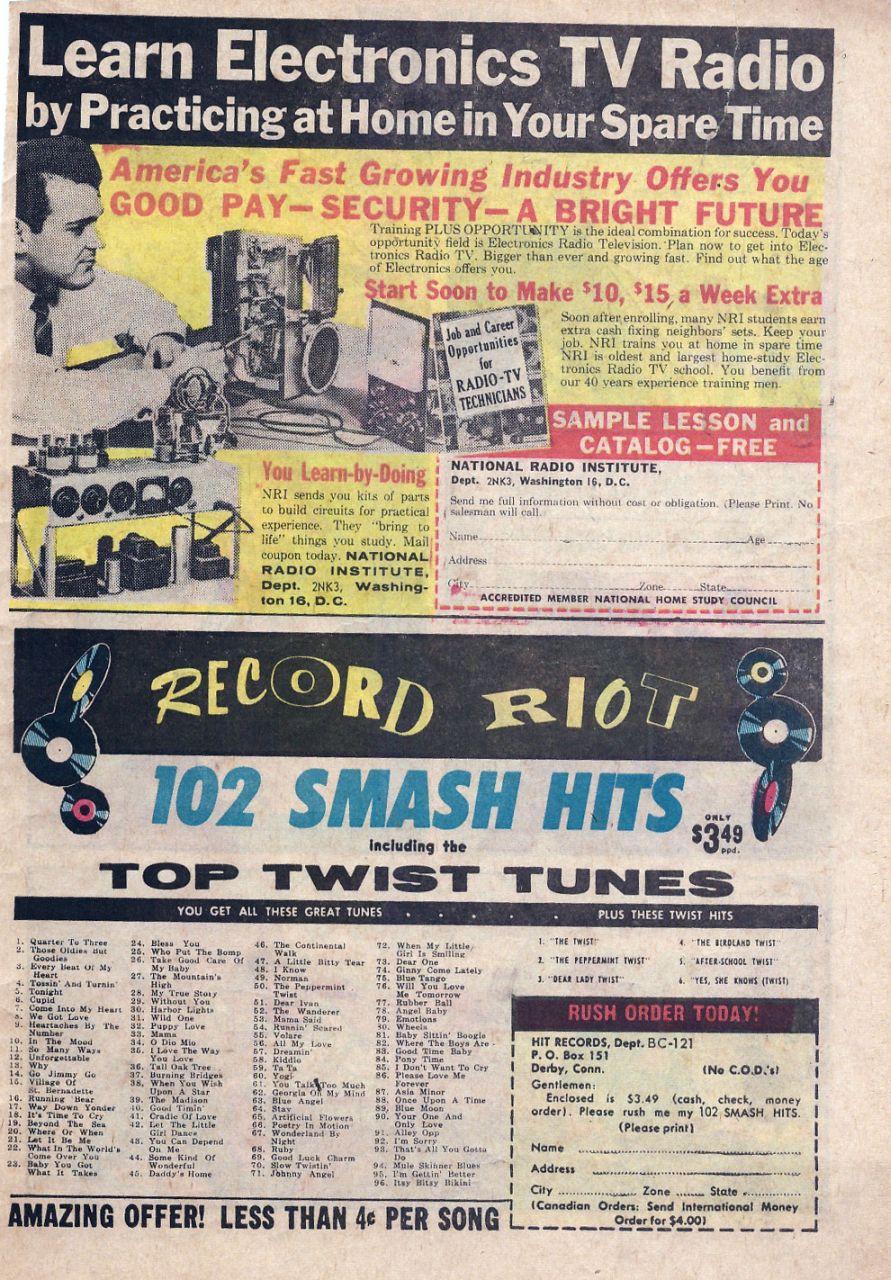 Learn Electronics TV Radio
by Practicing at Home in Your Spare Time
America's Fast Growing Industry Offers You
GOOD PAY—SECURITY—A BRIGHT FUTURE
Training PLUS OPPORTUNITY is the ideal combination for success. Today's
opportunity field is Electronics Radio Television. Plan now to get into Elec-
tronics Radio TV. Bigger than ever and growing fast. Find out what the age
of Electronics offers you.
Start Soon to Make $10, $15, a Week Extra
Soon after enrolling, many NRI students earn
extra cash fixing neighbors' sets. Keep your
job. NRI trains you at home in spare time
NRI is oldest and largest home-study Elec-
tronics Radio TV school. You benefit from
our 40 years experience training men.
Job and Career
Opportunities
for
RADIO-TV
TECHNICIANS
SAMPLE LESSON and
CATALOG—FREE
You Learn-by-Doing
NRI sends you kits of parts
to build circuits for practical
experience. They "bring to
life" things you study. Mail
coupon today. NATIONAL
RADIO INSTITUTE,
Dept. 2NK3, Washing-
ton 16, D.C.
NATIONAL RADIO INSTITUTE,
Dept. 2NK3, Washington 16, D.C.
Send me full information without cost or obligation. (Please Print. No
salesman will call.
Name Age
Address
City Zone State
ACCREDITED MEMBER NATIONAL HOME STUDY COUNCIL
RECORD RIOT
102 SMASH HITS
ONLY
$3.49
ppd.
including the
TOP TWIST TUNES
YOU GET ALL THESE GREAT TUNES . . . . . . PLUS THESE TWIST HITS
1. Quarter To Three
2. Those Oldies But
Goodies
3. Every Beat Of My
Heart
4. Tossin' And Turnin'
5. Tonight
6. Cupid
7. Come Into My Heart
8. We Got Love
9. Heartaches By The
Number
10. In The Mood
11. So Many Ways
12. Unforgettable
13. Why
14. Go Jimmy Go
15. Village Of
St. Bernadette
16. Running Bear
17. Way Down Yonder
18. It's Time To Cry
19. Beyond The Sea
20. Where Or When
21. Let It Be Me
22. What In The World's
Come Over You
23. Baby You Got
What It Takes
24. Bless You
25. Who Put The Bomp
26. Take Good Care Of
My Baby
27. The Mountain's
High
28. My True Story
29. Without You
30. Harbor Lights
31. Wild One
32. Puppy Love
33. Mama
34. O Dio Mio
35. I Love The Way
You Love
36. Tall Oak Tree
37. Burning Bridges
38. When You Wish
Upon A Star
39. The Madison
40. Good Timin'
41. Cradle Of Love
42. Let The Little
Girl Dance
43. You Can Depend
On Me
44. Some Kind Of
Wonderful
45. Daddy's Home
46. The Continental
Walk
47. A Little Bitty Tear
48. I Know
49. Norman
50. The Peppermint
Twist
51. Dear Ivan
52. The Wanderer
53. Mama Said
54. Runnin' Scared
55. Volare
56. All My Love
57. Dreamin'
58. Kiddio
59. Ta Ta
60. Yogi
61. You Talk Too Much
62. Georgia On My Mind
63. Blue Angel
64. Stay
65. Artificial Flowers
66. Poetry In Motion
67. Wonderland By
Night
68. Ruby
69. Good Luck Charm
70. Slow Twistin'
71. Johnny Angel
72. When My Little
Girl Is Smiling
73. Dear One
74. Ginny Come Lately
75. Blue Tango
76. Will You Love
Me Tomorrow
77. Rubber Ball
78. Angel Baby
79. Emotions
80. Wheels
81. Baby Sittin' Boogie
82. Where The Boys Are
83. Good Time Baby
84. Pony Time
85. I Don't Want To Cry
86. Please Love Me
Forever
87. Asia Minor
88. Once Upon A Time
89. Blue Moon
90. Your One And
Only Love
91. Alley Opp
92. I'm Sorry
93. That's All You Gotta
Do
94. Mule Skinner Blues
95. I'm Gettin' Better
96. Itsy Bitsy Bikini
1. "THE TWIST"
2. "THE PEPPERMINT TWIST"
3. "DEAR LADY TWIST"
4. "THE BIRDLAND TWIST"
5. "AFTER-SCHOOL TWIST"
6. "YES, SHE KNOWS (TWIST)
RUSH ORDER TODAY!
HIT RECORDS, Dept. BC-121
P. O. Box 151
Derby, Conn. (No C.O.D.'s)
Gentlemen:
Enclosed is $3.49 (cash, check, money
order). Please rush me my 102 SMASH HITS.
(Please print)
Name
Address
City Zone State
(Canadian Orders: Send International Money
Order for $4.00)
AMAZING OFFER! LESS THAN 4¢ PER SONG